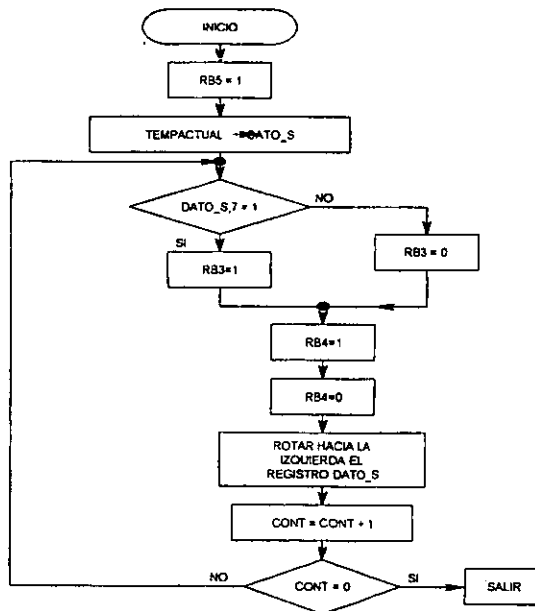 INICIO
RB5 = 1
TEMPACTUAL → DATO_S
DATO_S,7 = 1
NO
SI
RB3=1
RB3 = 0
RB4=1
RB4=0
ROTAR HACIA LA
IZQUIERDA EL
REGISTRO DATO_S
CONT = CONT + 1
NO
CONT = 0
SI
SALIR